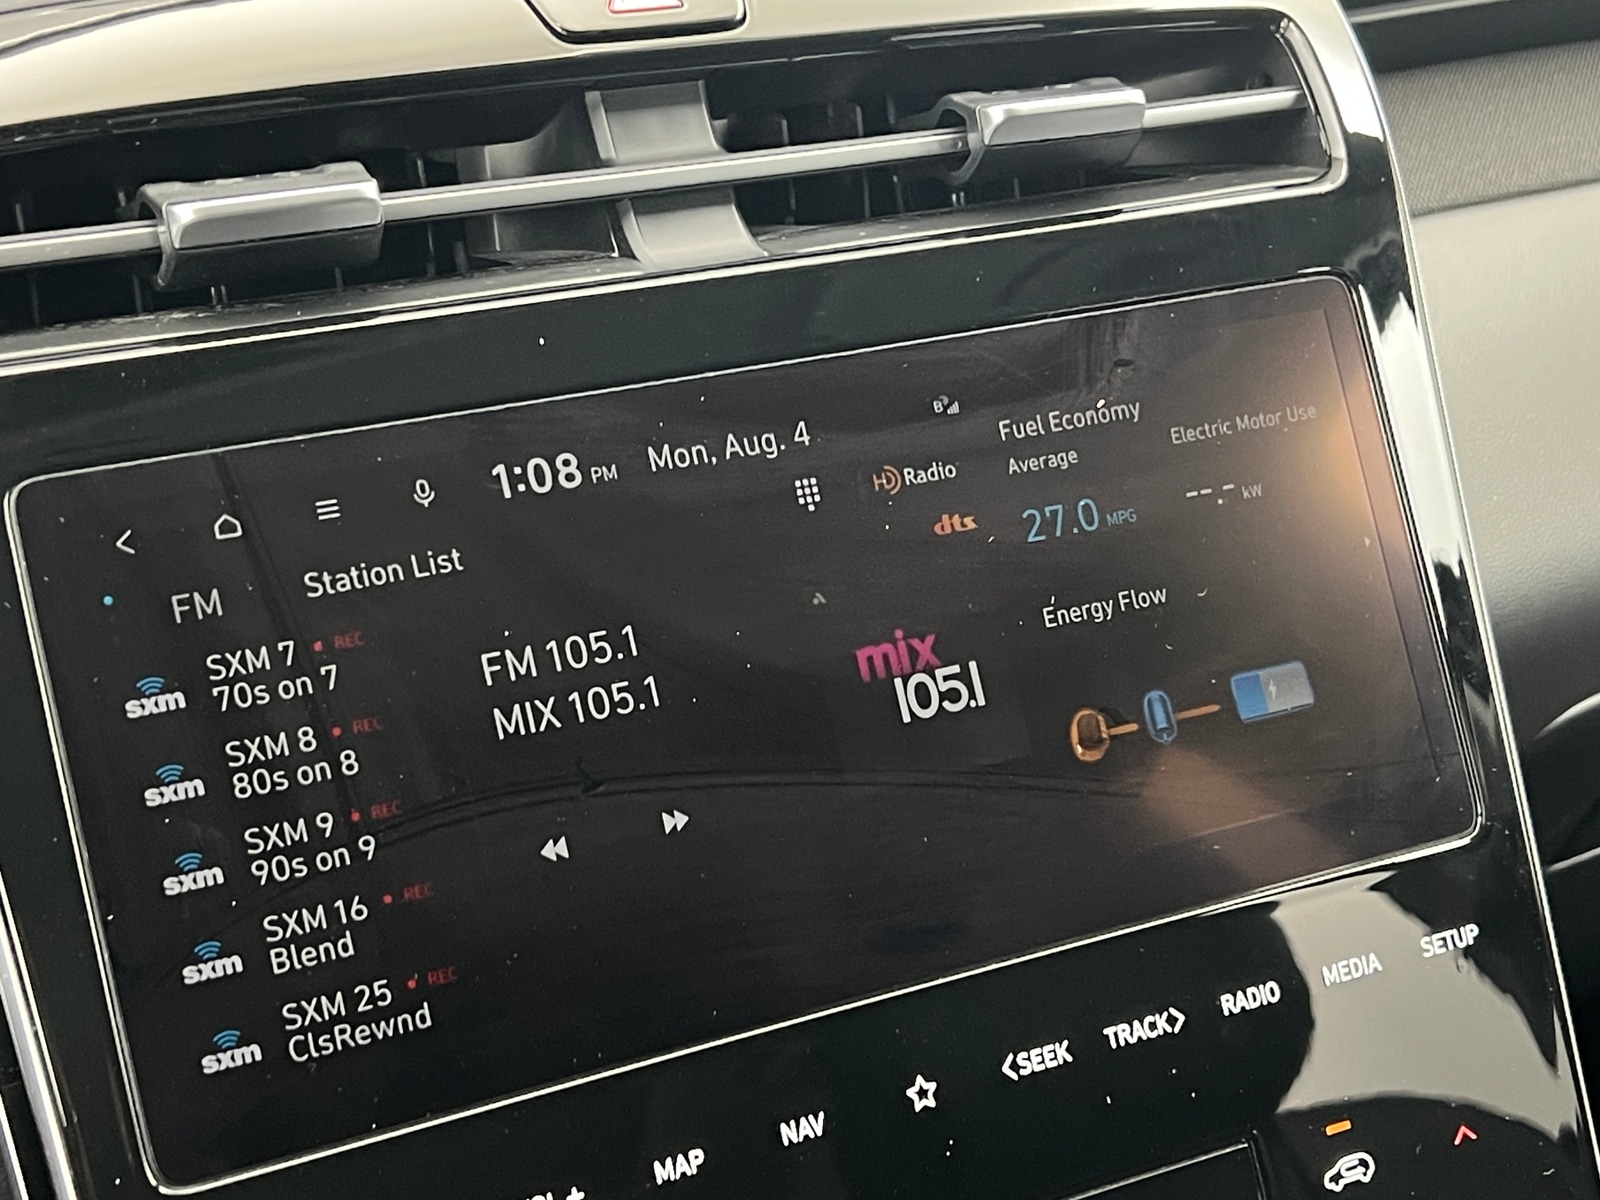 1:08 PM Mon, Aug. 4
FM
Station List
sxm
SXM 7 REC
70s on 7
sxm
SXM 8 REC
80s on 8
sxm
SXM 9 REC
90s on 9
sxm
SXM 16 REC
Blend
sxm
SXM 25 REC
ClsRewnd
FM 105.1
MIX 105.1
HD Radio
dts
mix
105.1
Fuel Economy
Average
27.0 MPG
Electric Motor Use
--.- kW
Energy Flow
MAP
NAV
<SEEK
TRACK>
RADIO
MEDIA
SETUP